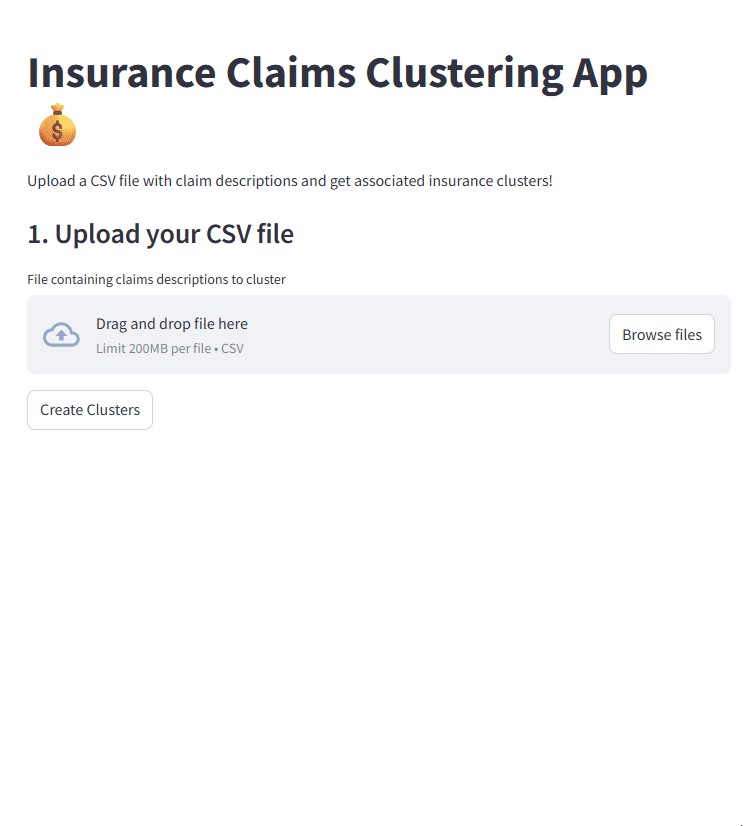 Insurance Claims Clustering App
$
Upload a CSV file with claim descriptions and get associated insurance clusters!
1. Upload your CSV file
File containing claims descriptions to cluster
Drag and drop file here
Limit 200MB per file • CSV
Browse files
Create Clusters